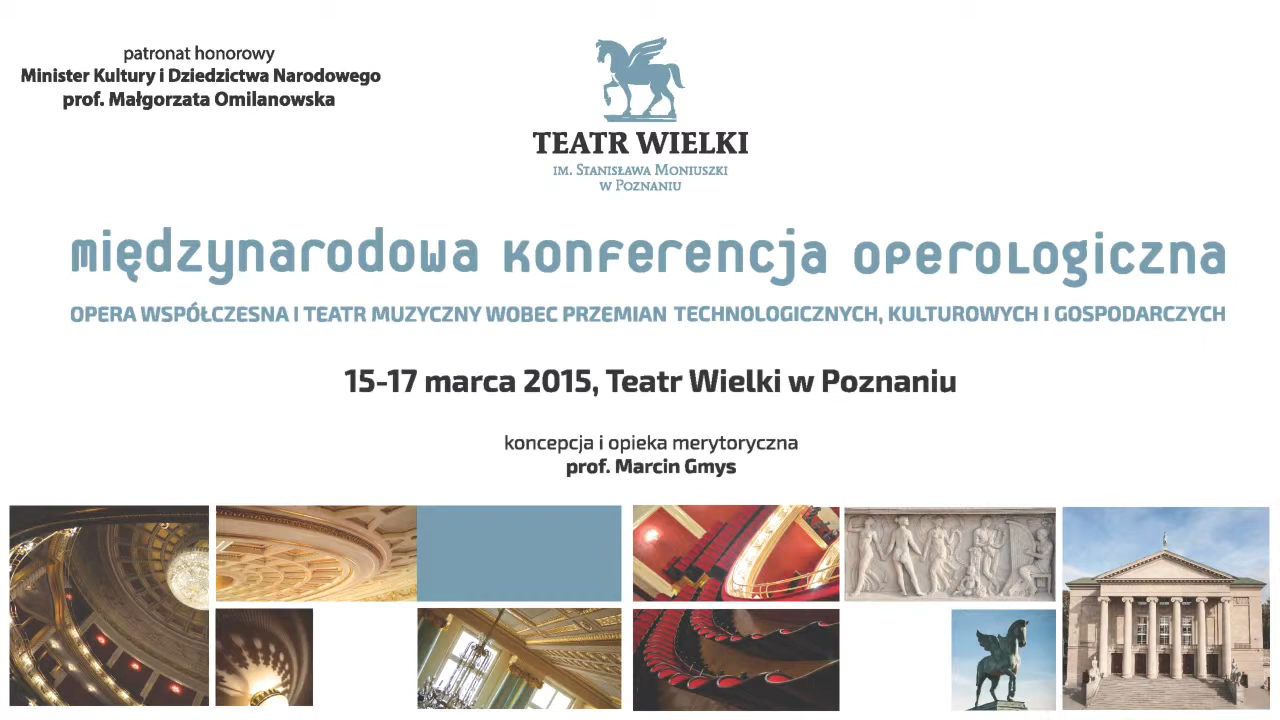 patronat honorowy
Minister Kultury i Dziedzictwa Narodowego
prof. Małgorzata Omilanowska
TEATR WIELKI
IM. STANISŁAWA MONIUSZKI
W POZNANIU
międzynarodowa konferencja operologiczna
OPERA WSPÓŁCZESNA I TEATR MUZYCZNY WOBEC PRZEMIAN TECHNOLOGICZNYCH, KULTUROWYCH I GOSPODARCZYCH
15-17 marca 2015, Teatr Wielki w Poznaniu
koncepcja i opieka merytoryczna
prof. Marcin Gmys